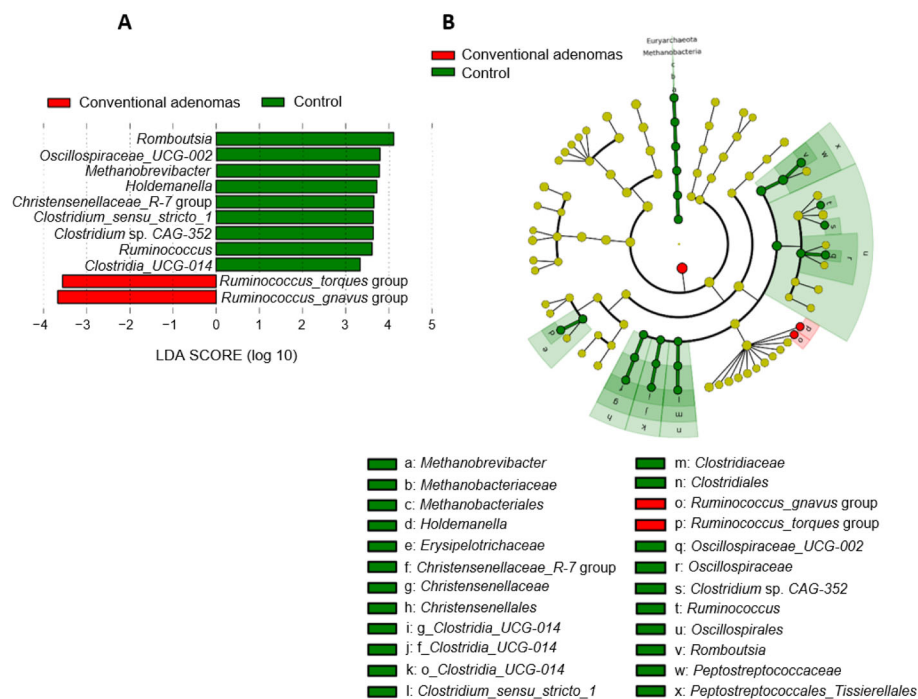 A
Conventional adenomas
Control
Romboutsia
Oscillospiraceae_UCG-002
Methanobrevibacter
Holdemanella
Christensenellaceae_R-7 group
Clostridium_sensu_stricto_1
Clostridium sp. CAG-352
Ruminococcus
Clostridia_UCG-014
Ruminococcus_torques group
Ruminococcus_gnavus group
−4 −3 −2 −1 0 1 2 3 4 5
LDA SCORE (log 10)
B
Conventional adenomas
Control
Euryarchaeota
Methanobacteria
c
b
a
x
w
v
t
s
u
r
q
p
o
d
e
f
g
h
i
j
k
l
m
n
a: Methanobrevibacter
b: Methanobacteriaceae
c: Methanobacteriales
d: Holdemanella
e: Erysipelotrichaceae
f: Christensenellaceae_R-7 group
g: Christensenellaceae
h: Christensenellales
i: g_Clostridia_UCG-014
j: f_Clostridia_UCG-014
k: o_Clostridia_UCG-014
l: Clostridium_sensu_stricto_1
m: Clostridiaceae
n: Clostridiales
o: Ruminococcus_gnavus group
p: Ruminococcus_torques group
q: Oscillospiraceae_UCG-002
r: Oscillospiraceae
s: Clostridium sp. CAG-352
t: Ruminococcus
u: Oscillospirales
v: Romboutsia
w: Peptostreptococcaceae
x: Peptostreptococcales_Tissierellales